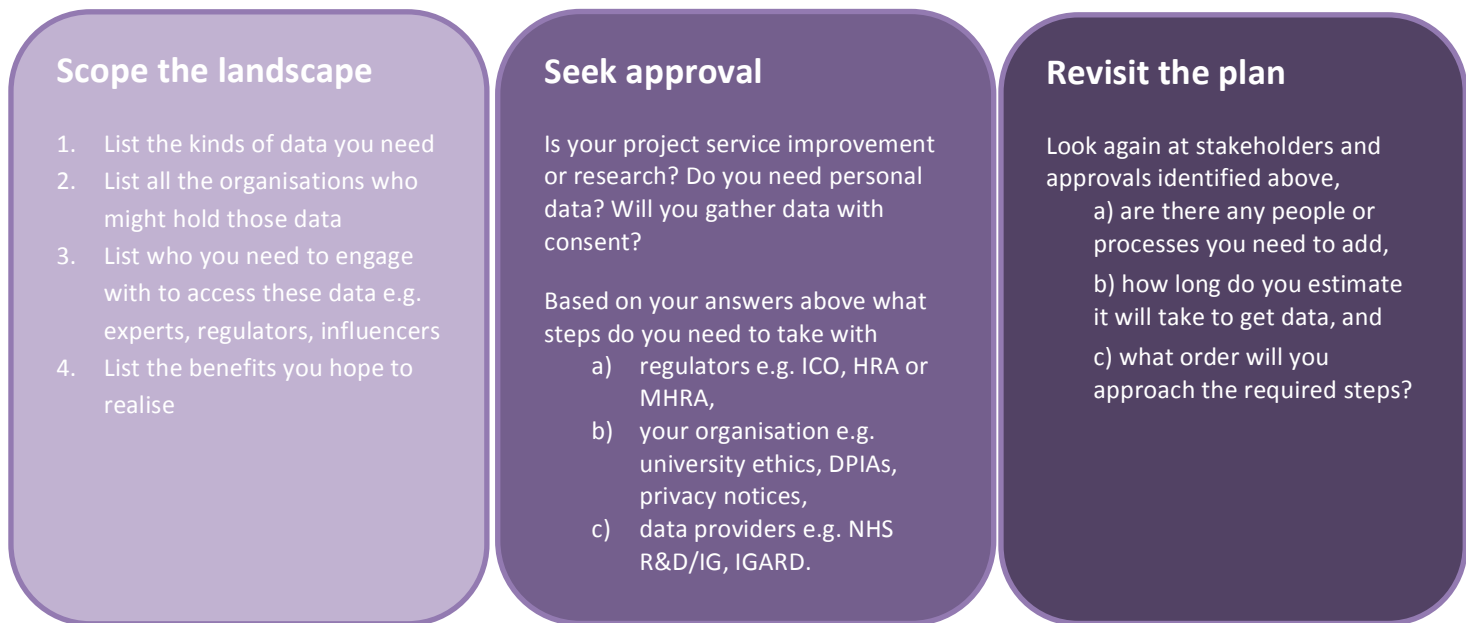 Scope the landscape
1. List the kinds of data you need
2. List all the organisations who
might hold those data
3. List who you need to engage
with to access these data e.g.
experts, regulators, influencers
4. List the benefits you hope to
realise
Seek approval
Is your project service improvement
or research? Do you need personal
data? Will you gather data with
consent?
Based on your answers above what
steps do you need to take with
a) regulators e.g. ICO, HRA or
MHRA,
b) your organisation e.g.
university ethics, DPIAs,
privacy notices,
c) data providers e.g. NHS
R&D/IG, IGARD.
Revisit the plan
Look again at stakeholders and
approvals identified above,
a) are there any people or
processes you need to add,
b) how long do you estimate
it will take to get data, and
c) what order will you
approach the required steps?